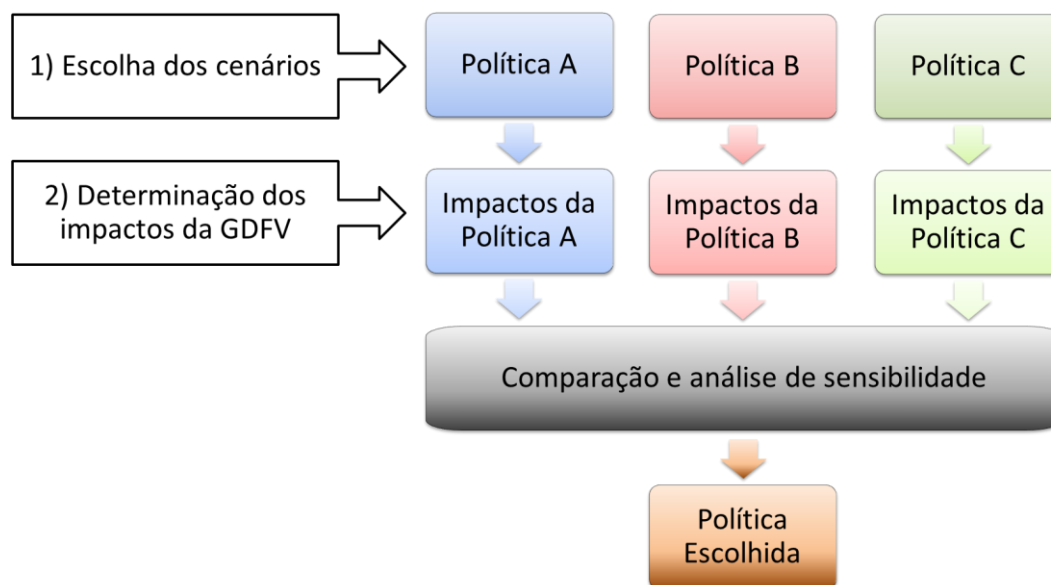 1) Escolha dos cenários
Política A
Política B
Política C
2) Determinação dos
impactos da GDFV
Impactos da
Política A
Impactos da
Política B
Impactos da
Política C
Comparação e análise de sensibilidade
Política
Escolhida